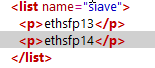 <list name="šiave">
<p>ethsfp13</p>
<p>ethsfp14</p>
</list>